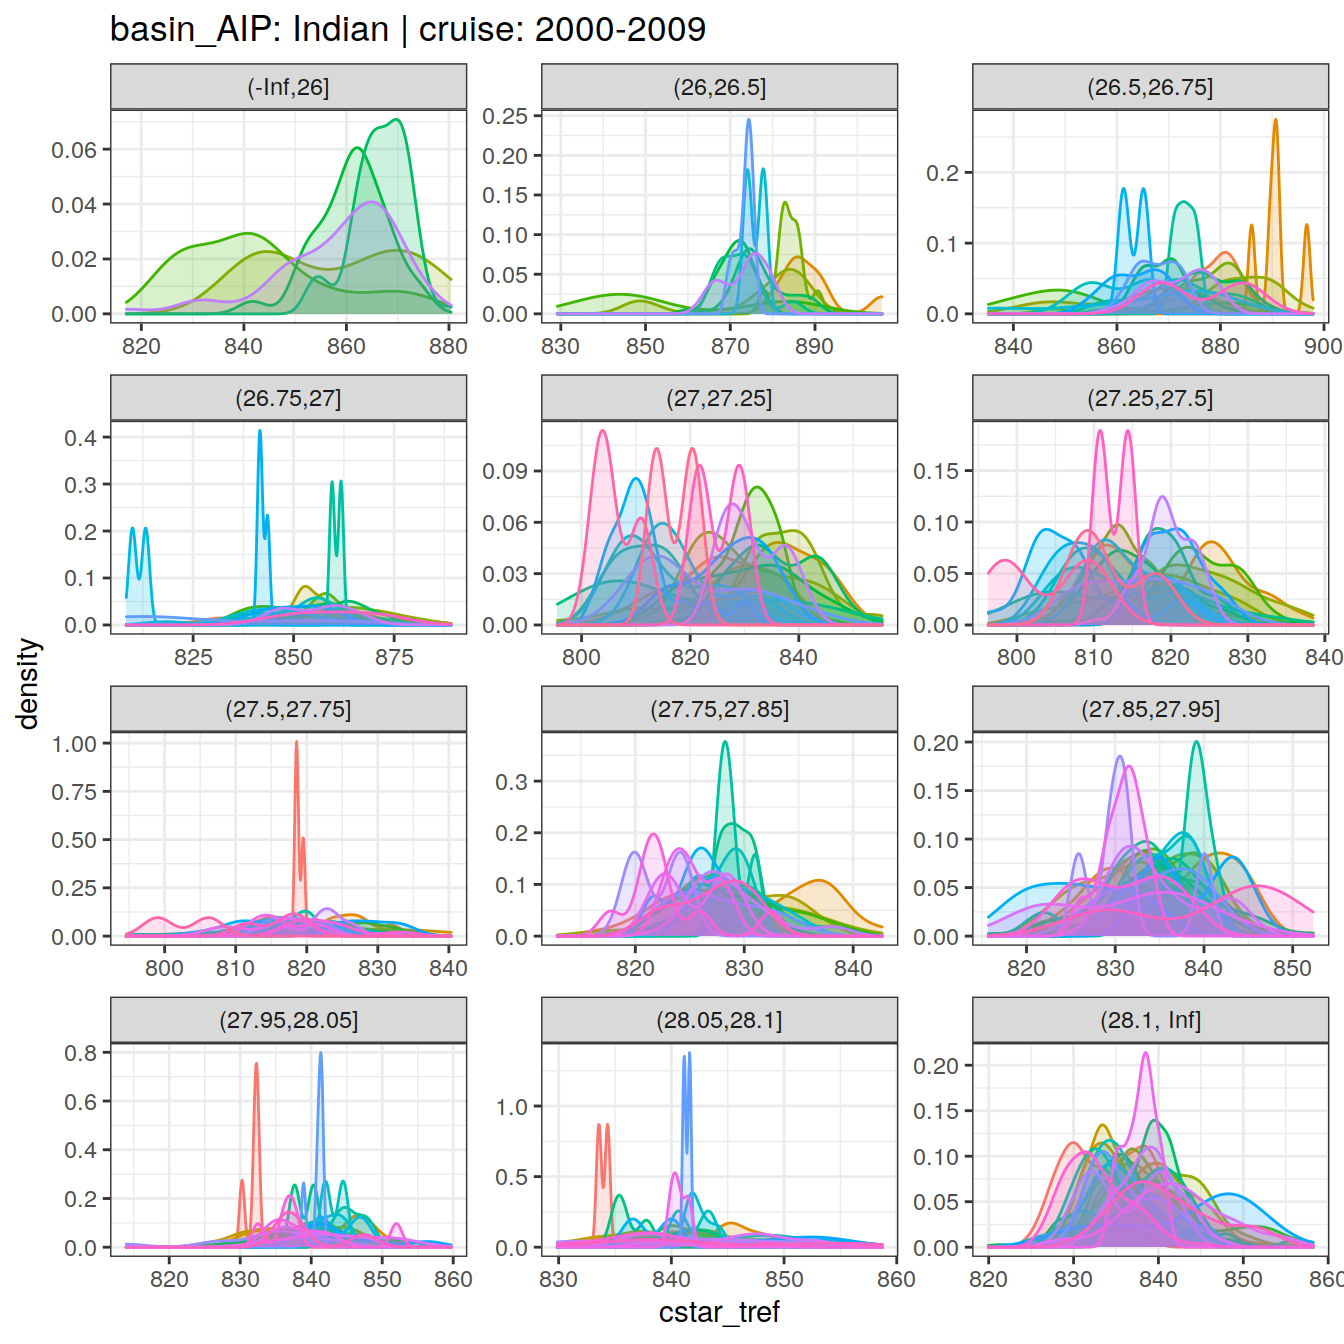 basin_AIP: Indian | cruise: 2000-2009
(-Inf,26] (26,26.5] (26.5,26.75]
0.06
0.04
0.02
0.00
820 840 860 880
0.25
0.20
0.15
0.10
0.05
0.00
830 850 870 890
0.2
0.1
0.0
840 860 880 900
(26.75,27] (27,27.25] (27.25,27.5]
0.4
0.3
0.2
0.1
0.0
825 850 875
0.09
0.06
0.03
0.00
800 820 840
0.15
0.10
0.05
0.00
800 810 820 830 840
density
(27.5,27.75] (27.75,27.85] (27.85,27.95]
1.00
0.75
0.50
0.25
0.00
800 810 820 830 840
0.3
0.2
0.1
0.0
820 830 840
0.20
0.15
0.10
0.05
0.00
820 830 840 850
(27.95,28.05] (28.05,28.1] (28.1, Inf]
0.8
0.6
0.4
0.2
0.0
820 830 840 850 860
1.0
0.5
0.0
830 840 850 860
0.20
0.15
0.10
0.05
0.00
820 830 840 850 860
cstar_tref